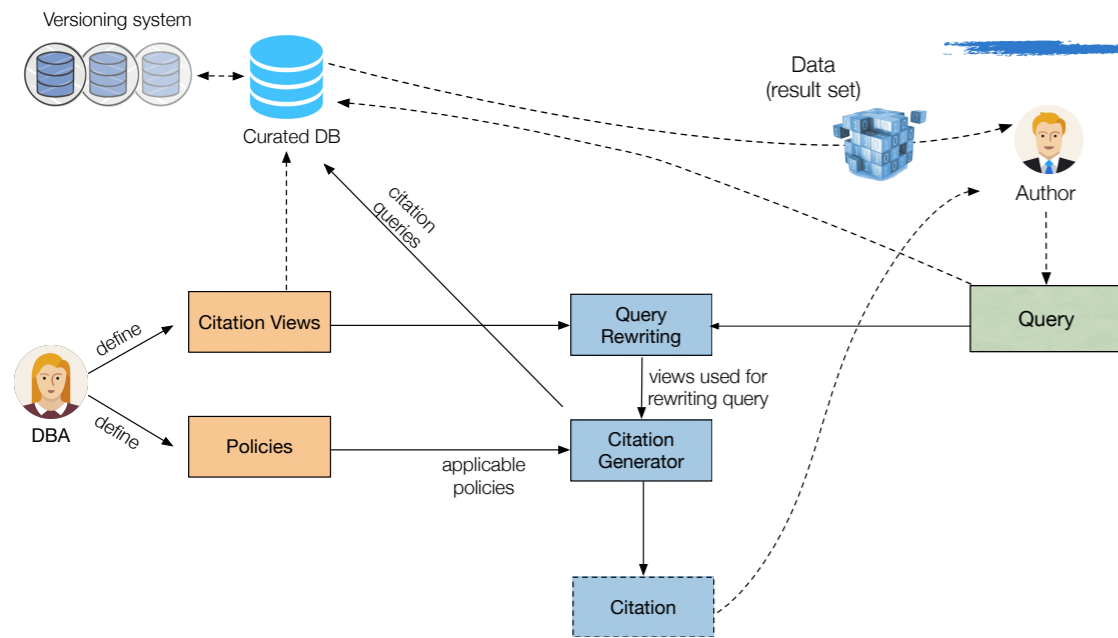 Versioning system
Curated DB
Data
(result set)
Author
citation
queries
define
Citation Views
Query
Rewriting
Query
views used for
rewriting query
DBA
define
Policies
applicable
policies
Citation
Generator
Citation